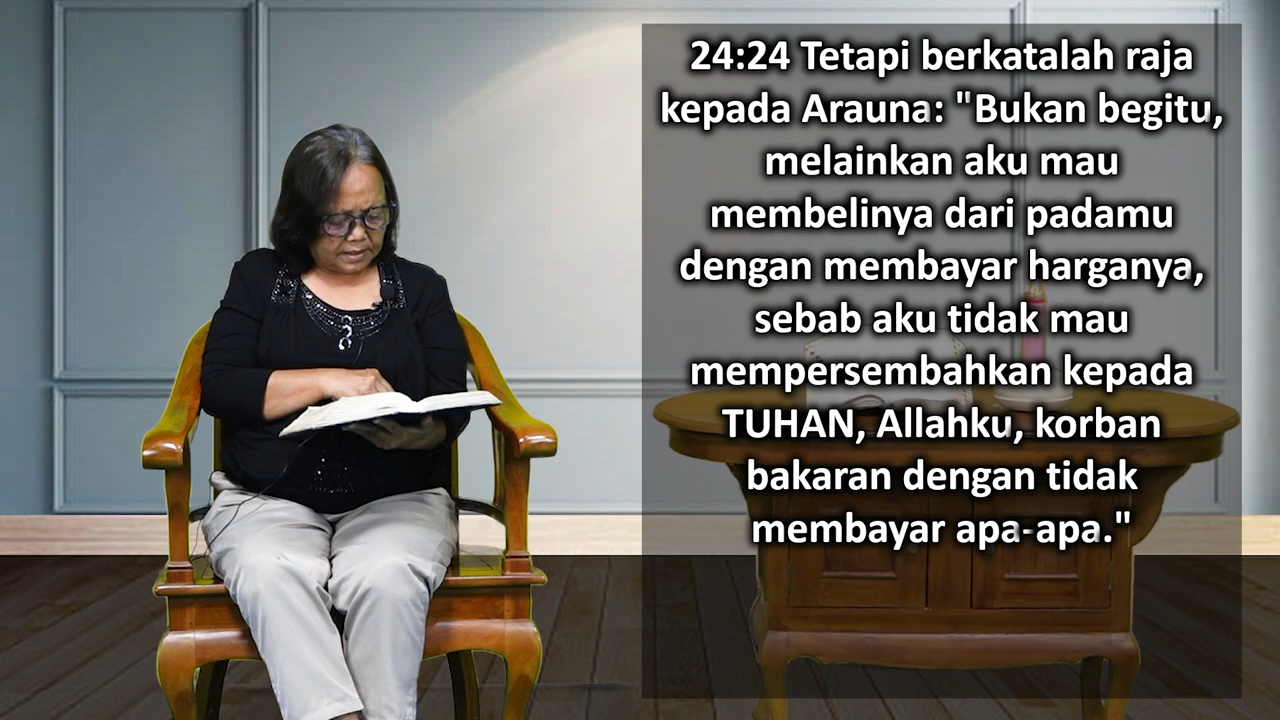 24:24 Tetapi berkatalah raja
kepada Arauna: "Bukan begitu,
melainkan aku mau
membelinya dari padamu
dengan membayar harganya,
sebab aku tidak mau
mempersembahkan kepada
TUHAN, Allahku, korban
bakaran dengan tidak
membayar apa-apa."